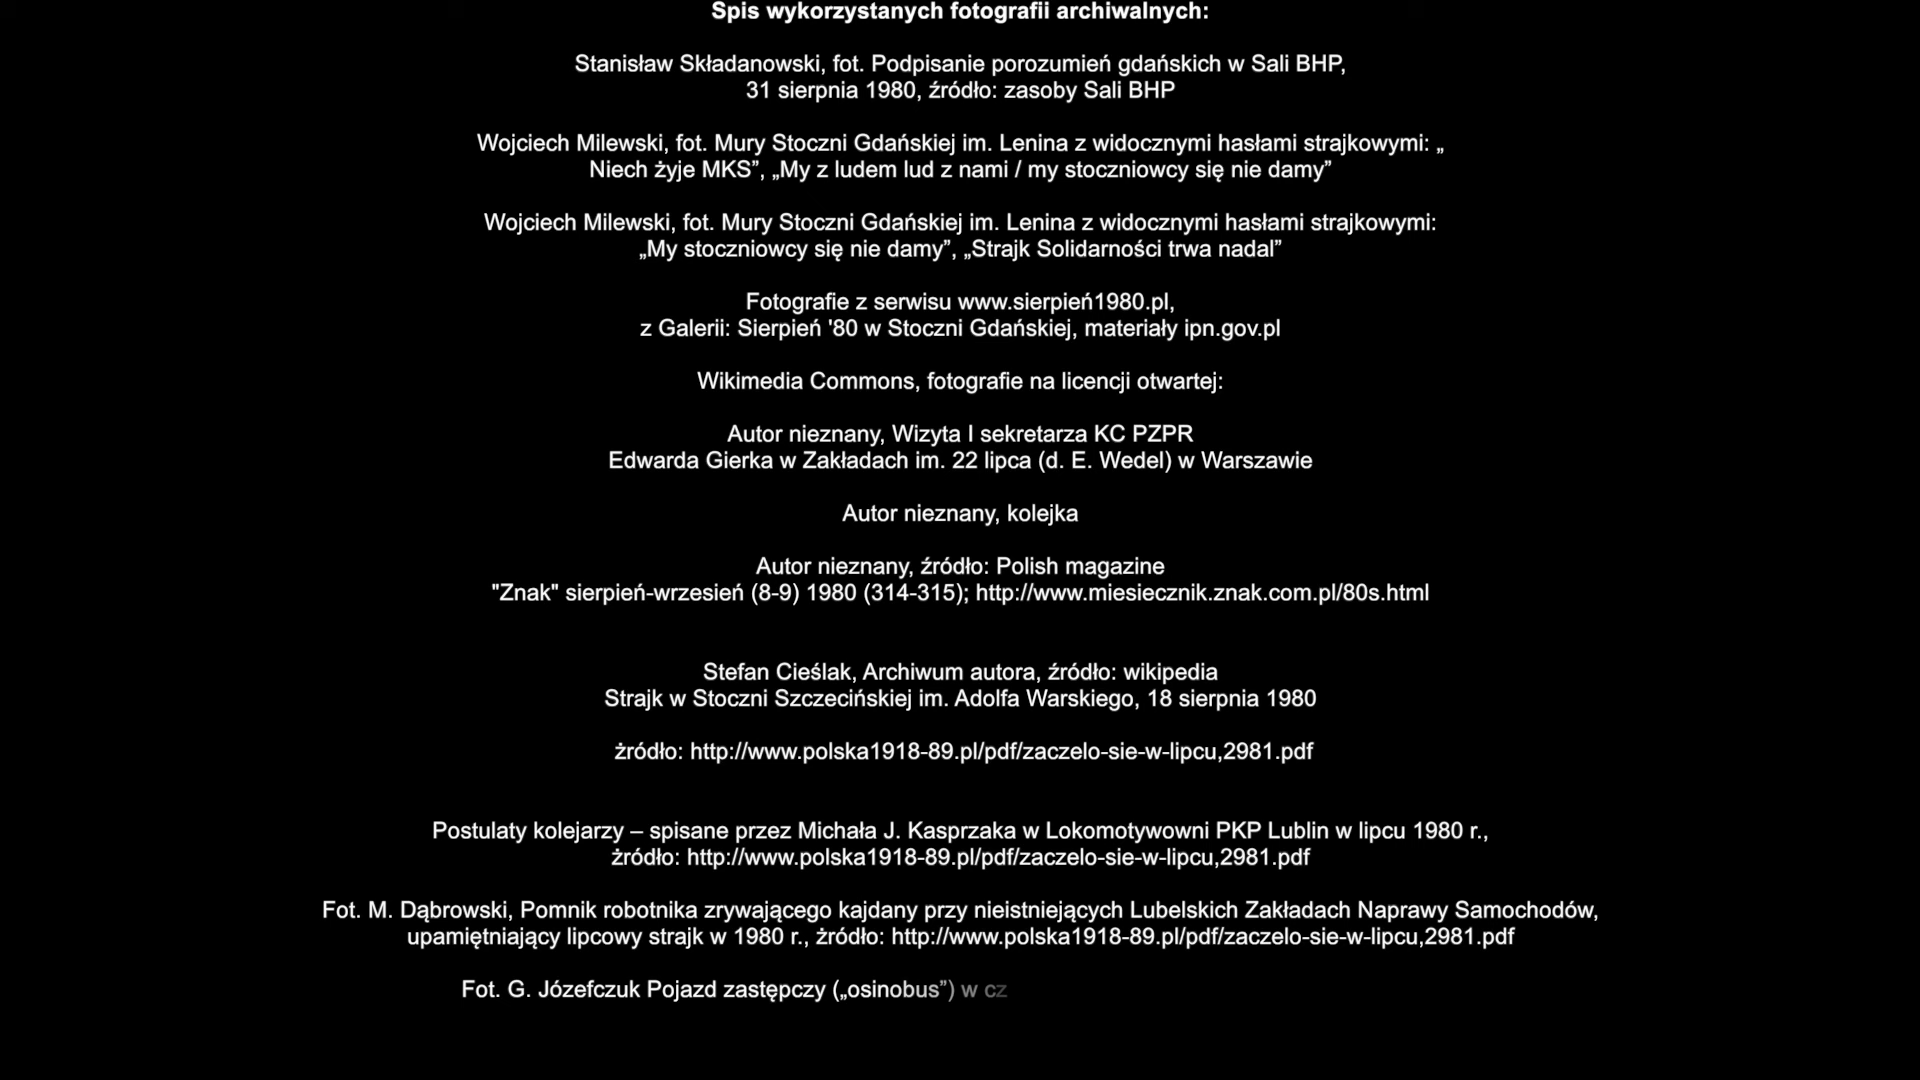 Spis wykorzystanych fotografii archiwalnych:
Stanisław Składanowski, fot. Podpisanie porozumień gdańskich w Sali BHP,
31 sierpnia 1980, źródło: zasoby Sali BHP
Wojciech Milewski, fot. Mury Stoczni Gdańskiej im. Lenina z widocznymi hasłami strajkowymi: „
Niech żyje MKS”, „My z ludem lud z nami / my stoczniowcy się nie damy”
Wojciech Milewski, fot. Mury Stoczni Gdańskiej im. Lenina z widocznymi hasłami strajkowymi:
„My stoczniowcy się nie damy”, „Strajk Solidarności trwa nadal”
Fotografie z serwisu www.sierpień1980.pl,
z Galerii: Sierpień '80 w Stoczni Gdańskiej, materiały ipn.gov.pl
Wikimedia Commons, fotografie na licencji otwartej:
Autor nieznany, Wizyta I sekretarza KC PZPR
Edwarda Gierka w Zakładach im. 22 lipca (d. E. Wedel) w Warszawie
Autor nieznany, kolejka
Autor nieznany, źródło: Polish magazine
"Znak" sierpień-wrzesień (8-9) 1980 (314-315); http://www.miesiecznik.znak.com.pl/80s.html
Stefan Cieślak, Archiwum autora, źródło: wikipedia
Strajk w Stoczni Szczecińskiej im. Adolfa Warskiego, 18 sierpnia 1980
żródło: http://www.polska1918-89.pl/pdf/zaczelo-sie-w-lipcu,2981.pdf
Postulaty kolejarzy – spisane przez Michała J. Kasprzaka w Lokomotywowni PKP Lublin w lipcu 1980 r.,
żródło: http://www.polska1918-89.pl/pdf/zaczelo-sie-w-lipcu,2981.pdf
Fot. M. Dąbrowski, Pomnik robotnika zrywającego kajdany przy nieistniejących Lubelskich Zakładach Naprawy Samochodów,
upamiętniający lipcowy strajk w 1980 r., żródło: http://www.polska1918-89.pl/pdf/zaczelo-sie-w-lipcu,2981.pdf
Fot. G. Józefczuk Pojazd zastępczy („osinobus”) w cz